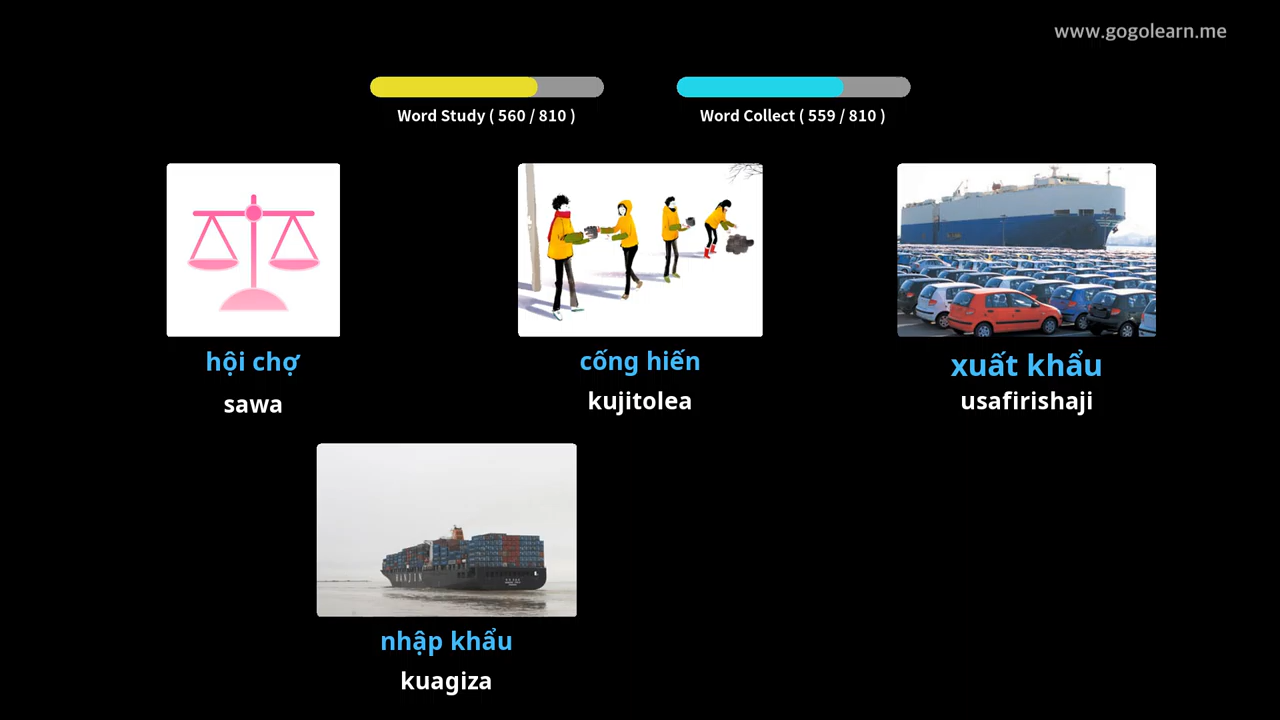 www.gogolearn.me
Word Study ( 560 / 810 )
Word Collect ( 559 / 810 )
hội chợ
sawa
cống hiến
kujitolea
xuất khẩu
usafirishaji
HANJIN
nhập khẩu
kuagiza